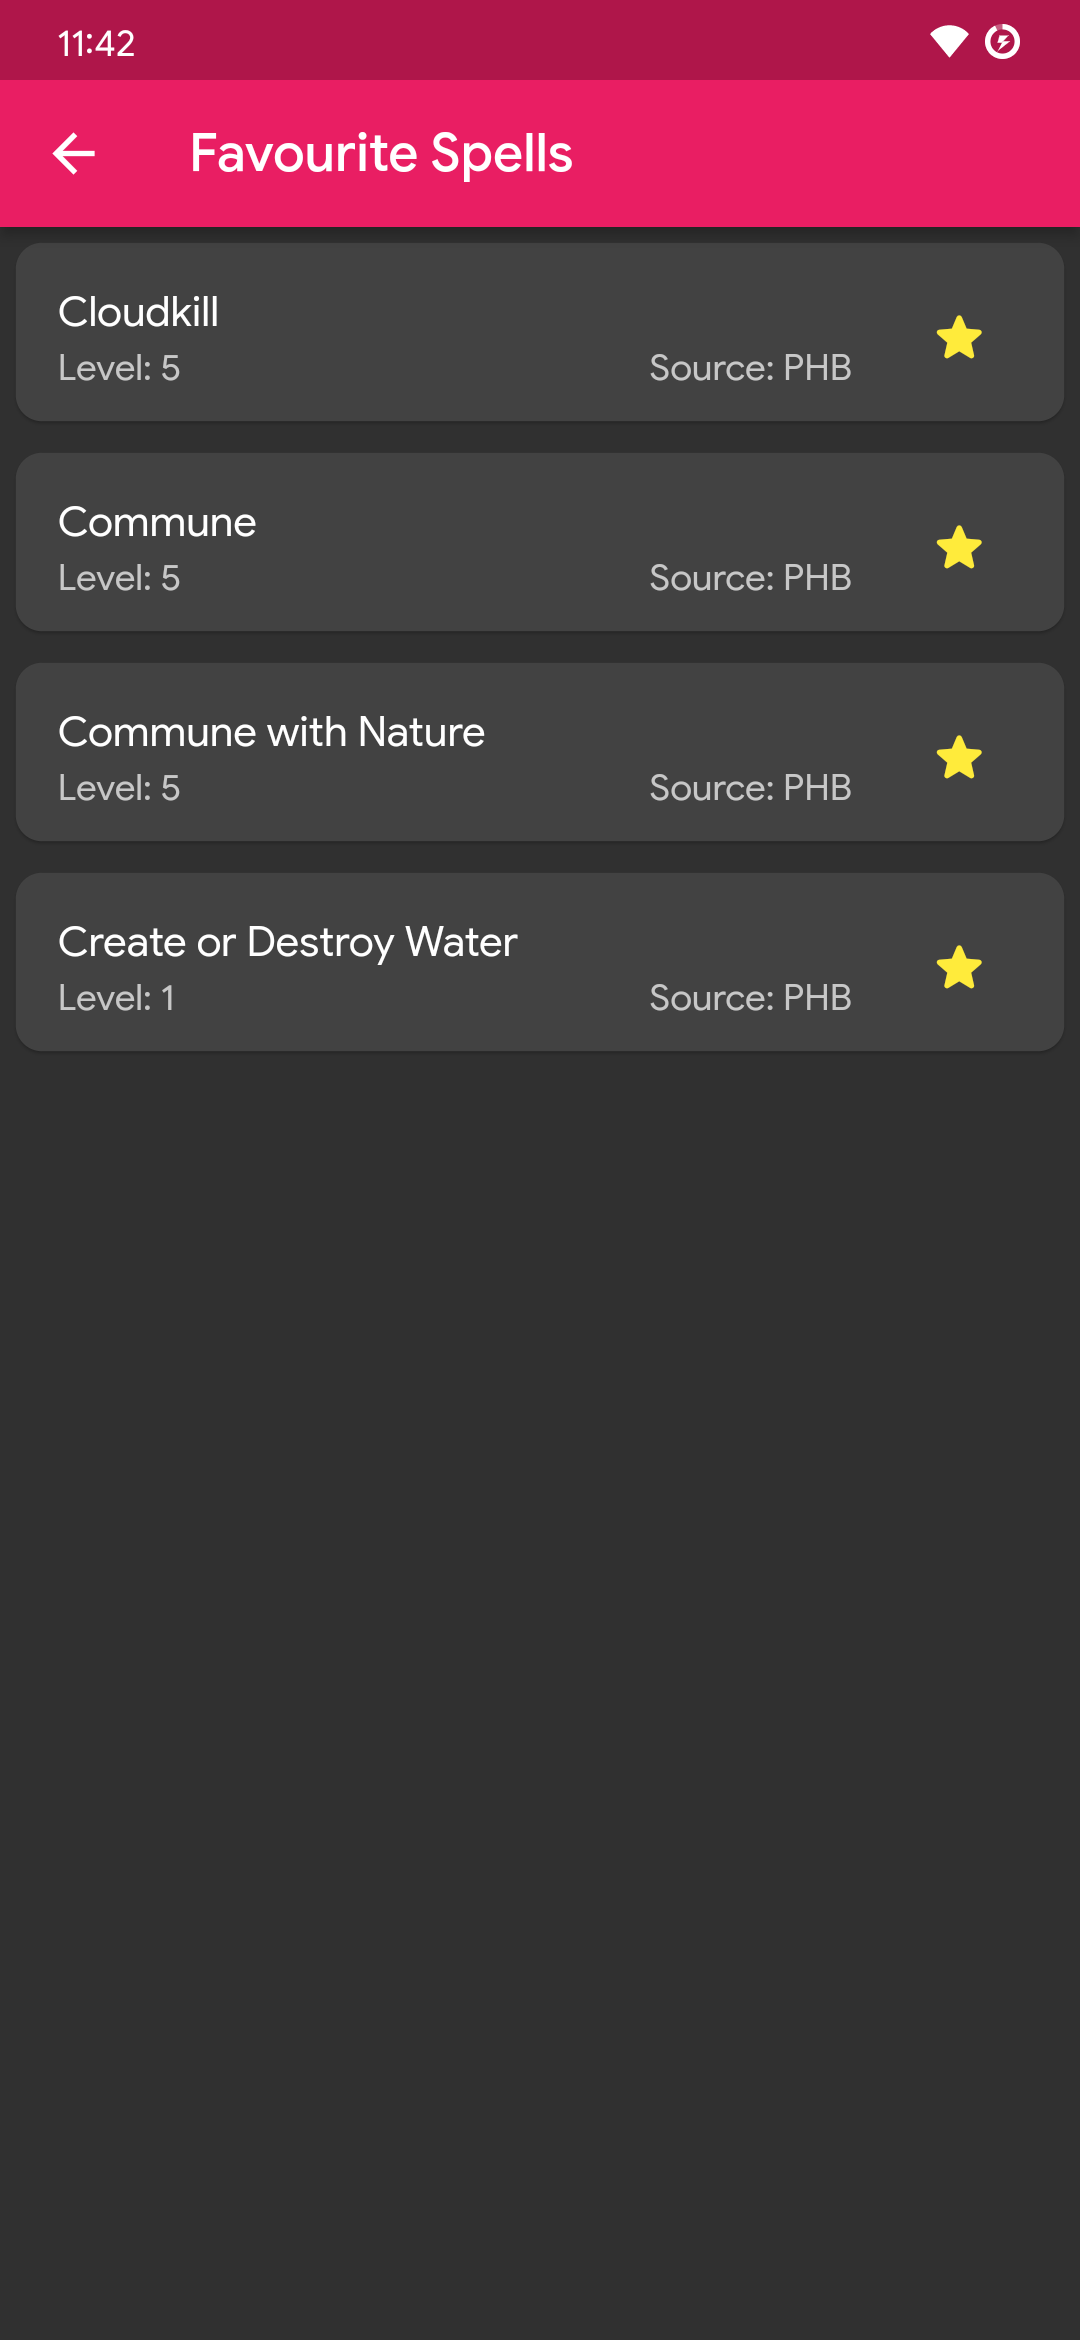 11:42
Favourite Spells
Cloudkill
Level: 5 Source: PHB
Commune
Level: 5 Source: PHB
Commune with Nature
Level: 5 Source: PHB
Create or Destroy Water
Level: 1 Source: PHB